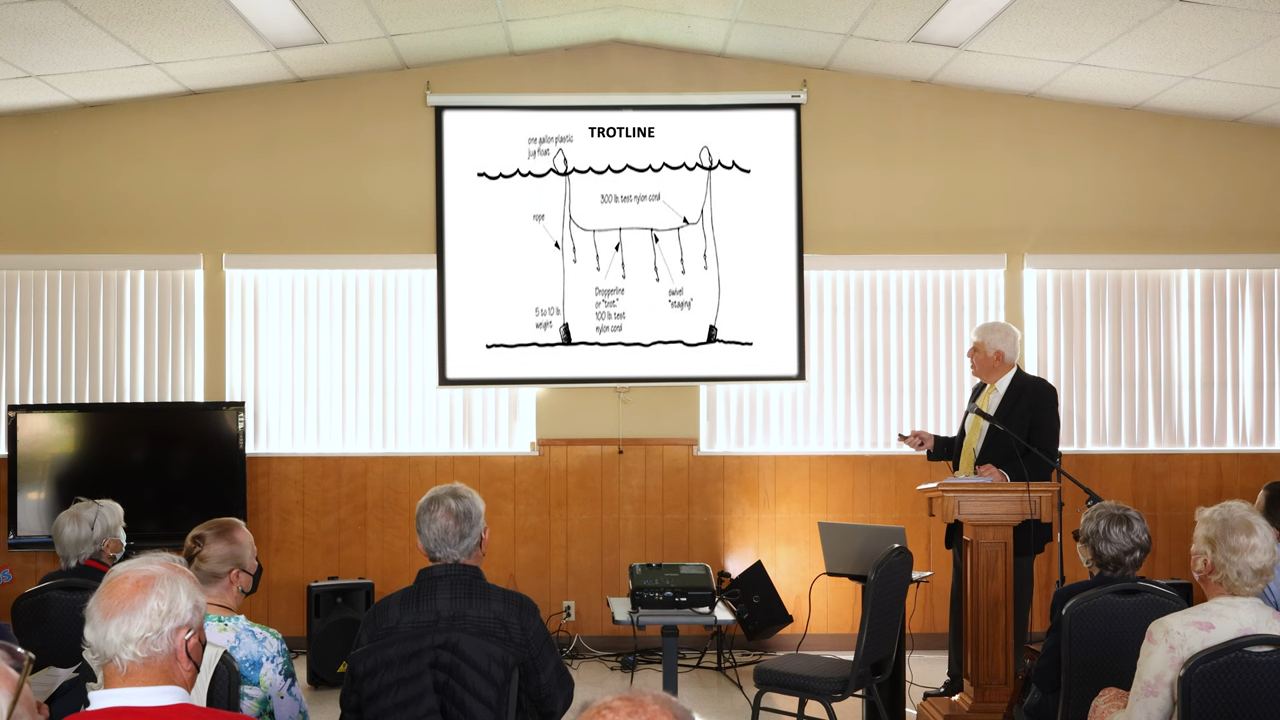 TROTLINE
one gallon plastic
jug float
300 lb. test nylon cord
rope
Dropperline
or "trot."
100 lb. test
nylon cord
swivel
"staging"
5 to 10 lb.
weight